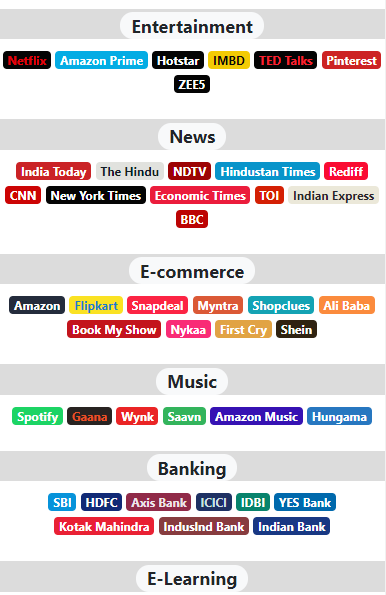 Entertainment
Netflix Amazon Prime Hotstar IMBD TED Talks Pinterest
ZEE5
News
India Today The Hindu NDTV Hindustan Times Rediff
CNN New York Times Economic Times TOI Indian Express
BBC
E-commerce
Amazon Flipkart Snapdeal Myntra Shopclues Ali Baba
Book My Show Nykaa First Cry Shein
Music
Spotify Gaana Wynk Saavn Amazon Music Hungama
Banking
SBI HDFC Axis Bank ICICI IDBI YES Bank
Kotak Mahindra IndusInd Bank Indian Bank
E-Learning